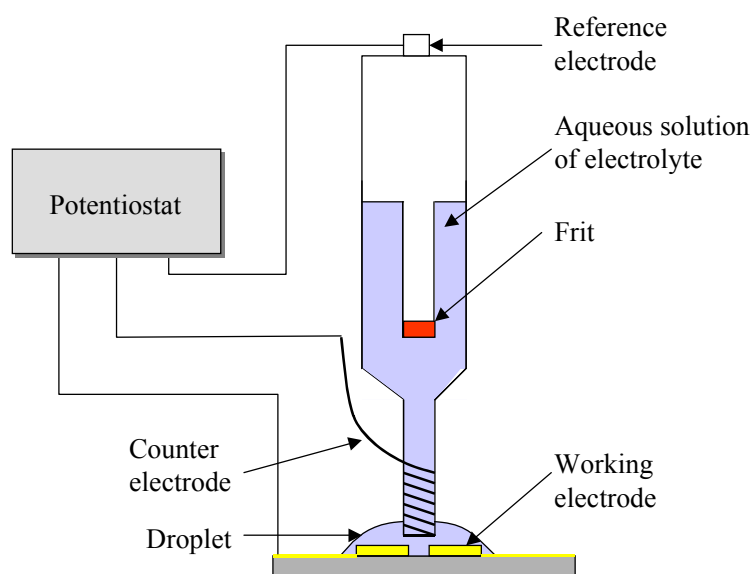 Reference
electrode
Aqueous solution
of electrolyte
Potentiostat
Frit
Counter
electrode
Working
electrode
Droplet